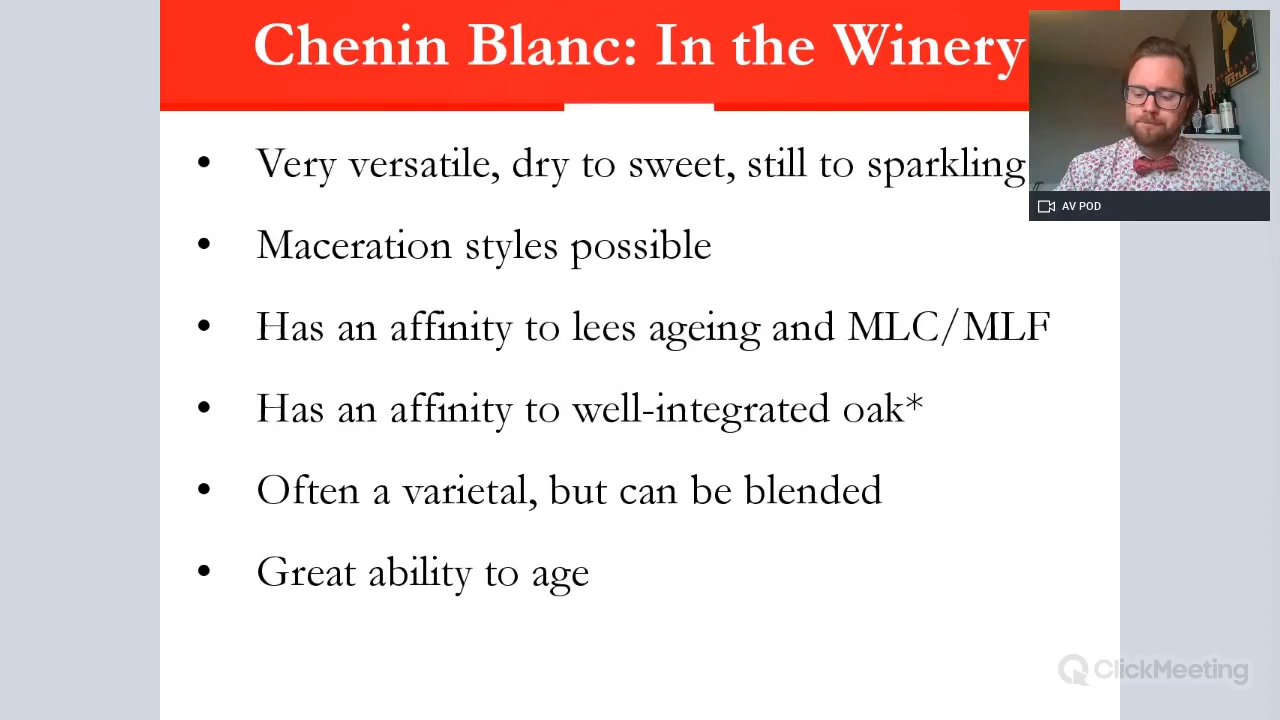 Chenin Blanc: In the Winery
• Very versatile, dry to sweet, still to sparkling
• Maceration styles possible
• Has an affinity to lees ageing and MLC/MLF
• Has an affinity to well-integrated oak*
• Often a varietal, but can be blended
• Great ability to age
AV POD
ClickMeeting